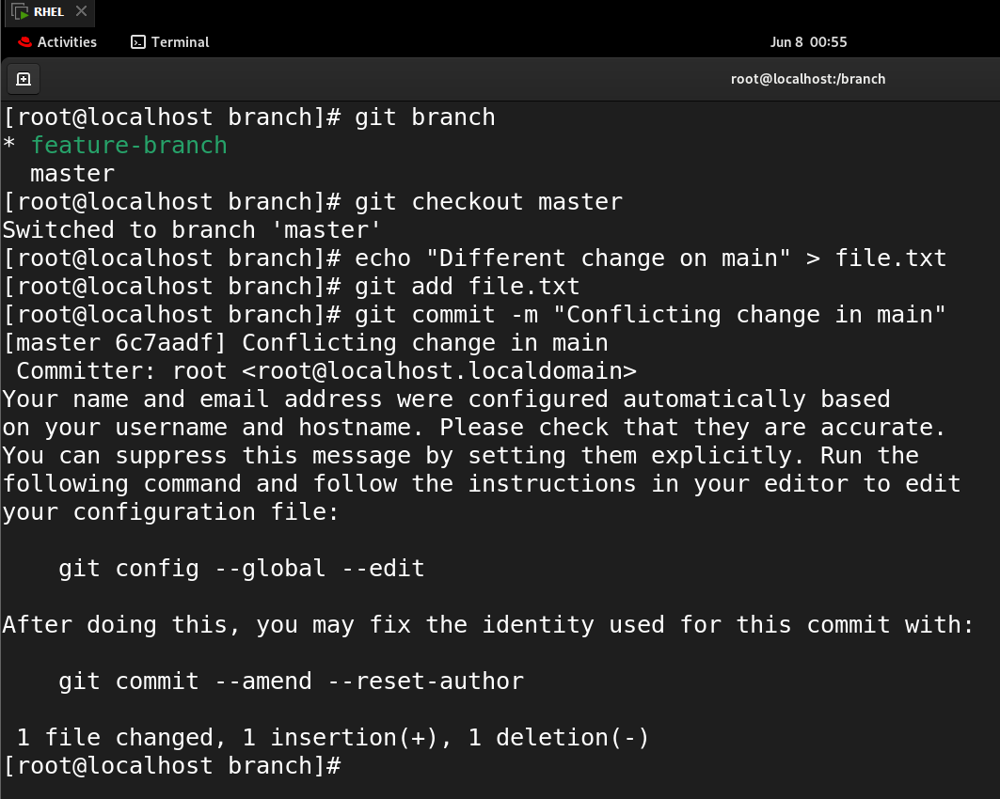 RHEL
Activities Terminal Jun 8 00:55
root@localhost:/branch
[root@localhost branch]# git branch
* feature-branch
  master
[root@localhost branch]# git checkout master
Switched to branch 'master'
[root@localhost branch]# echo "Different change on main" > file.txt
[root@localhost branch]# git add file.txt
[root@localhost branch]# git commit -m "Conflicting change in main"
[master 6c7aadf] Conflicting change in main
 Committer: root <root@localhost.localdomain>
Your name and email address were configured automatically based
on your username and hostname. Please check that they are accurate.
You can suppress this message by setting them explicitly. Run the
following command and follow the instructions in your editor to edit
your configuration file:

    git config --global --edit

After doing this, you may fix the identity used for this commit with:

    git commit --amend --reset-author

 1 file changed, 1 insertion(+), 1 deletion(-)
[root@localhost branch]#